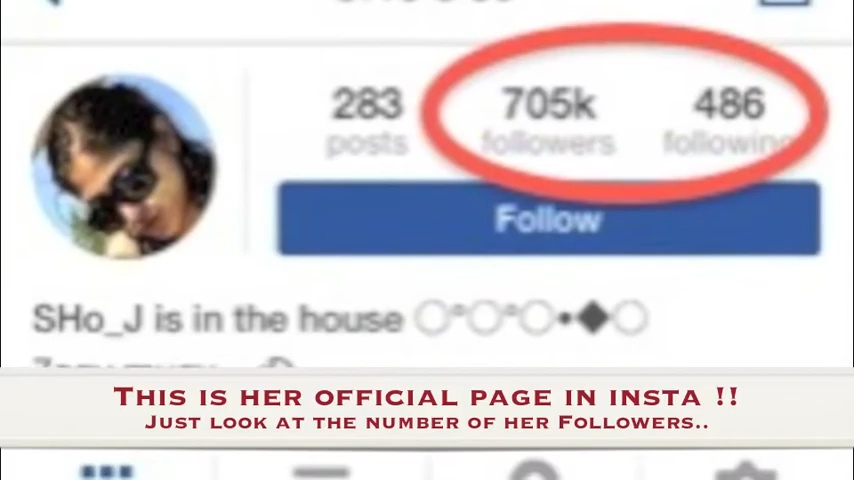 283 705k 486
posts followers following
Follow
SHo_J is in the house
THIS IS HER OFFICIAL PAGE IN INSTA !!
JUST LOOK AT THE NUMBER OF HER FOLLOWERS..